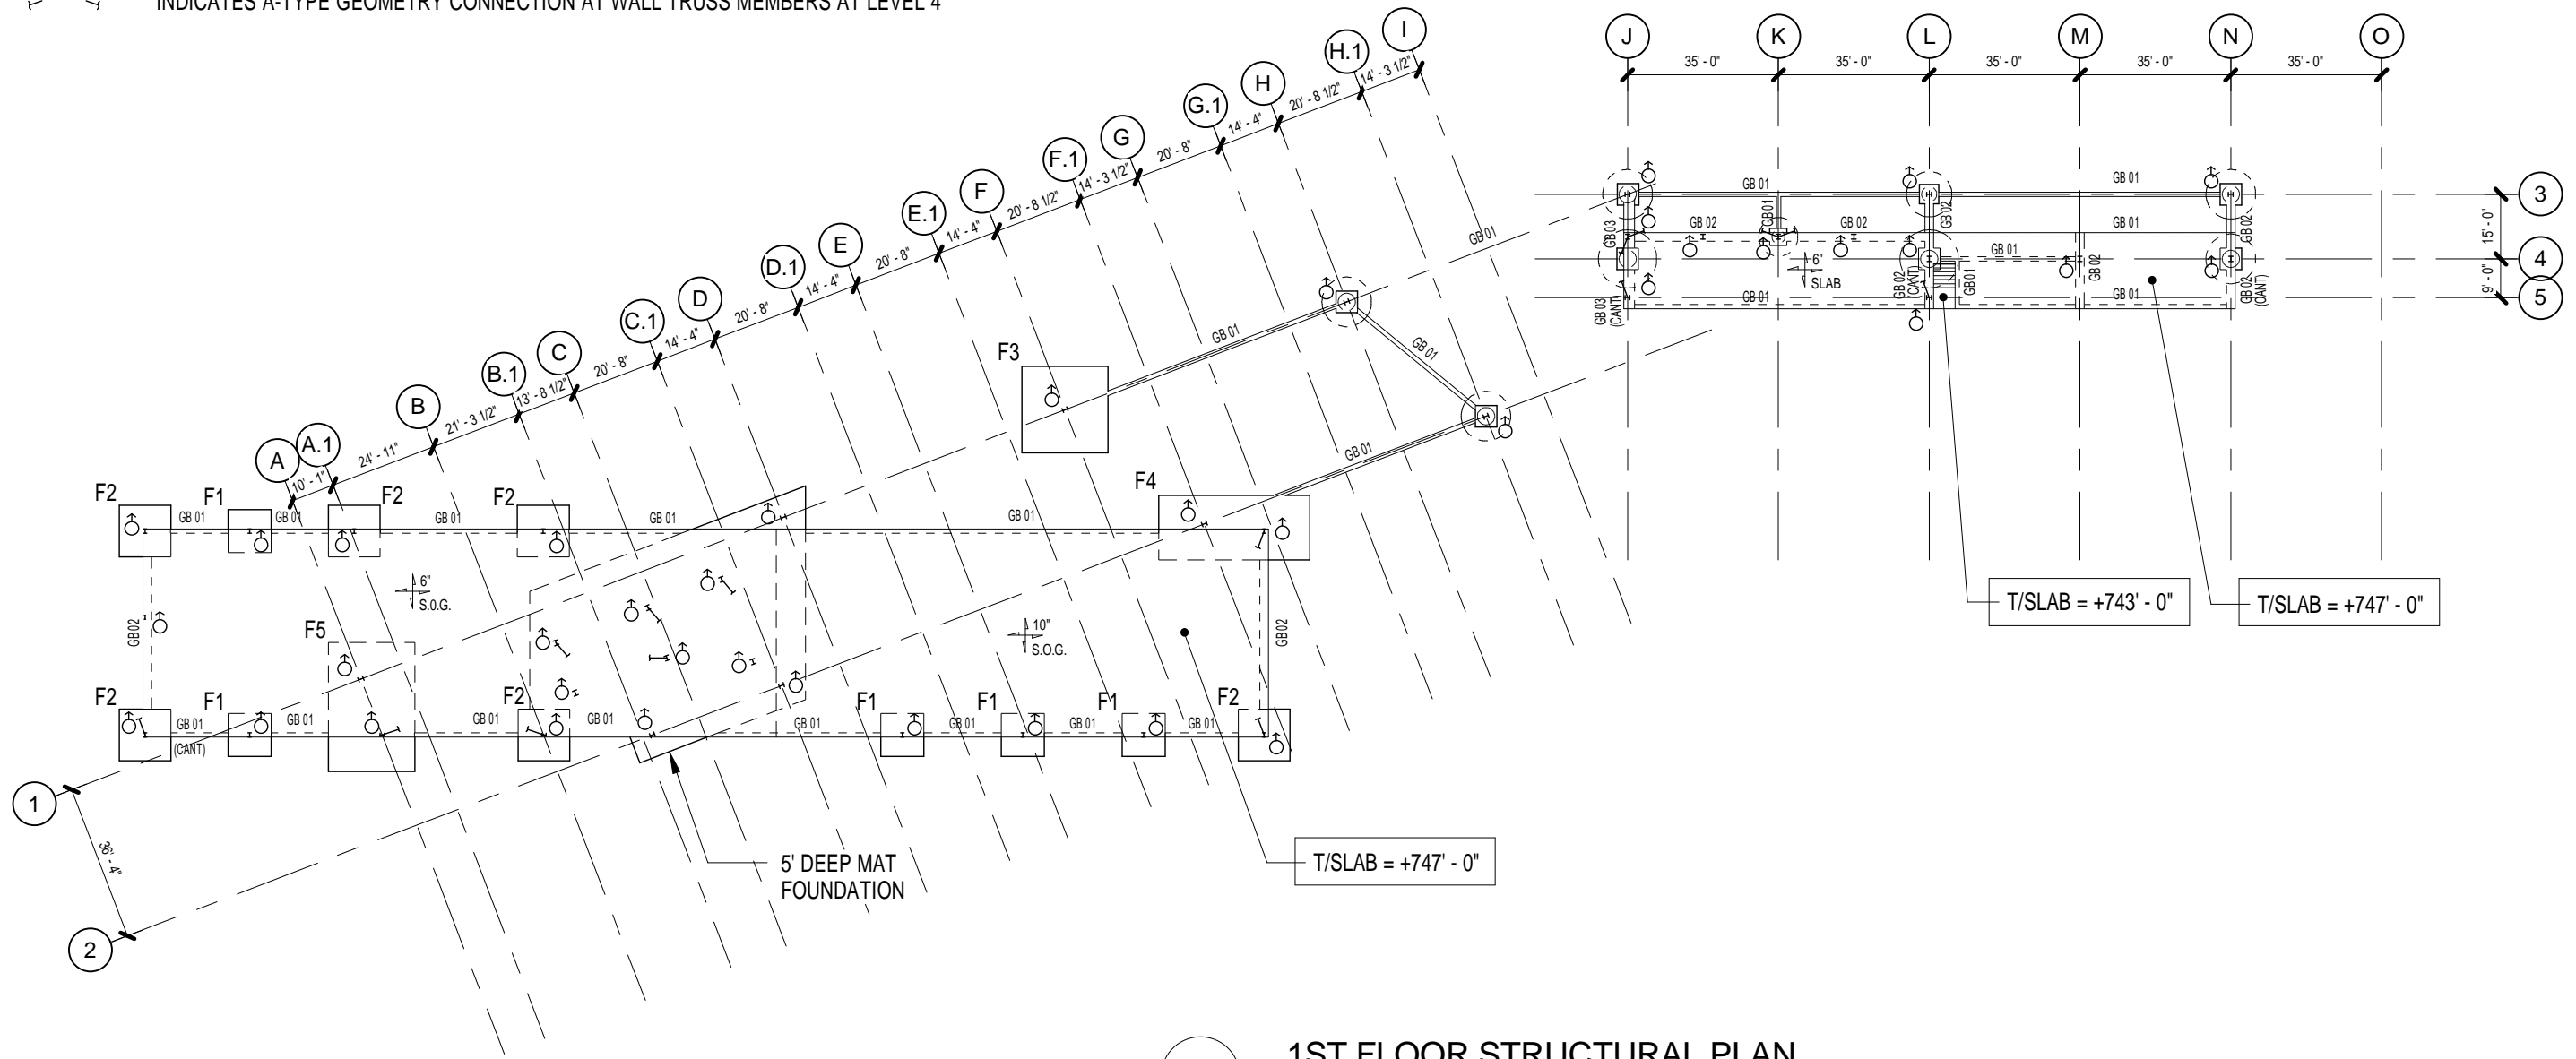 INDICATES A-TYPE GEOMETRY CONNECTION AT WALL TRUSS MEMBERS AT LEVEL 4
I
H.1
14' - 3 1/2"
H
20' - 8 1/2"
G.1
14' - 4"
G
20' - 8"
F.1
14' - 3 1/2"
F
20' - 8 1/2"
E.1
14' - 4"
E
20' - 8"
D.1
14' - 4"
D
20' - 8"
C.1
14' - 4"
C
20' - 8"
B.1
13' - 8 1/2"
B
21' - 3 1/2"
A.1
24' - 11"
A
10' - 1"
J
K
L
M
N
O
35' - 0"
35' - 0"
35' - 0"
35' - 0"
35' - 0"
3
4
5
15' - 0"
9' - 0"
GB 01
GB 01
GB 01
GB 03
GB 02
GB01
GB 02
GB 02
GB 01
GB 02
6"
SLAB
GB 01
GB 02
GB 03
(CANT)
GB 01
GB 02
(CANT)
GB01
GB 01
GB 02
(CANT)
T/SLAB = +743' - 0"
T/SLAB = +747' - 0"
F3
GB 01
GB 01
GB 01
F2
GB 01
F1
GB 01
F2
GB 01
F2
GB 01
GB 01
F4
6"
S.O.G.
10"
S.O.G.
GB02
GB02
F5
F2
GB 01
(CANT)
F1
GB 01
GB 01
F2
GB 01
GB 01
F1
GB 01
F1
GB 01
F1
GB 01
F2
1
2
36' - 4"
5' DEEP MAT
FOUNDATION
T/SLAB = +747' - 0"
1ST FLOOR STRUCTURAL PLAN